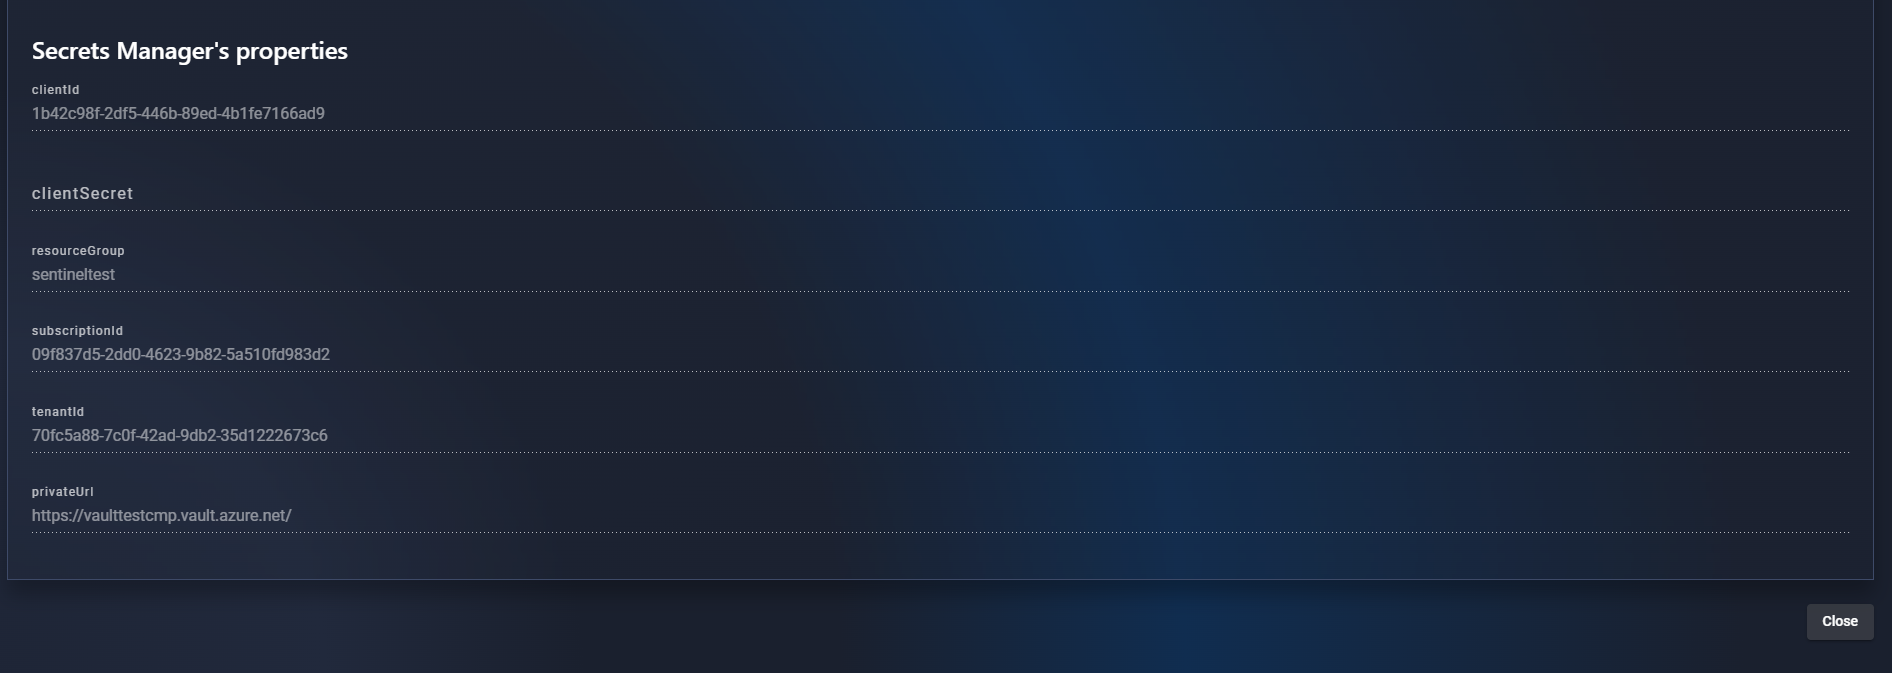 Secrets Manager's properties
clientId
1b42c98f-2df5-446b-89ed-4b1fe7166ad9
clientSecret
resourceGroup
sentineltest
subscriptionId
09f837d5-2dd0-4623-9b82-5a510fd983d2
tenantId
70fc5a88-7c0f-42ad-9db2-35d1222673c6
privateUrl
https://vaulttestcmp.vault.azure.net/
Close